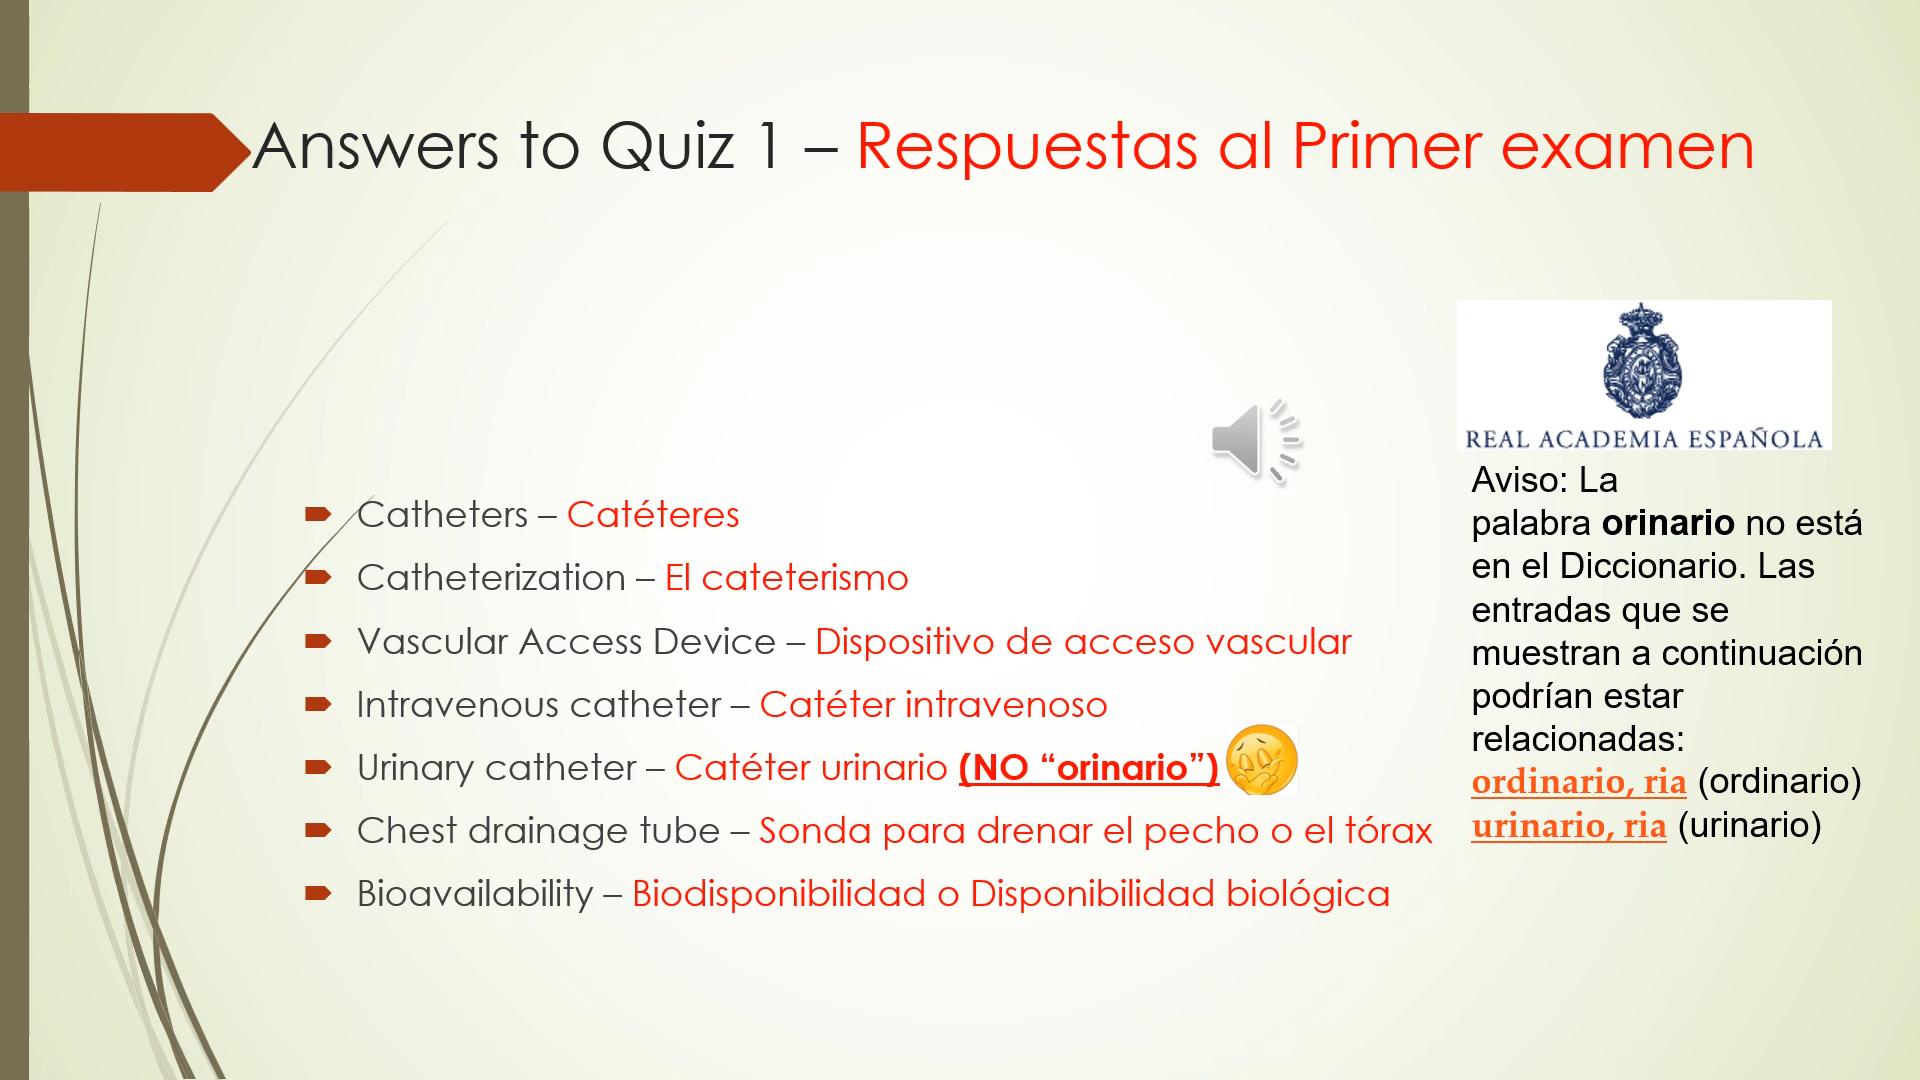 Answers to Quiz 1 – Respuestas al Primer examen
Catheters – Catéteres
Catheterization – El cateterismo
Vascular Access Device – Dispositivo de acceso vascular
Intravenous catheter – Catéter intravenoso
Urinary catheter – Catéter urinario (NO “orinario”)
Chest drainage tube – Sonda para drenar el pecho o el tórax
Bioavailability – Biodisponibilidad o Disponibilidad biológica
REAL ACADEMIA ESPAÑOLA
Aviso: La
palabra orinario no está
en el Diccionario. Las
entradas que se
muestran a continuación
podrían estar
relacionadas:
ordinario, ria (ordinario)
urinario, ria (urinario)